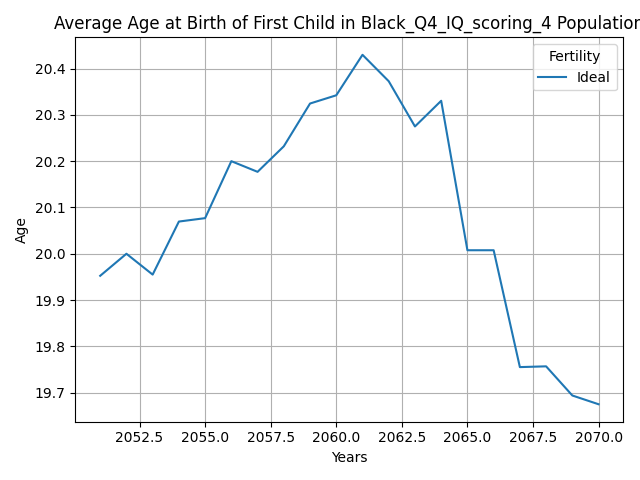 Average Age at Birth of First Child in Black_Q4_IQ_scoring_4 Population
Fertility
Ideal
20.4
20.3
20.2
20.1
20.0
19.9
19.8
19.7
Age
2052.5 2055.0 2057.5 2060.0 2062.5 2065.0 2067.5 2070.0
Years